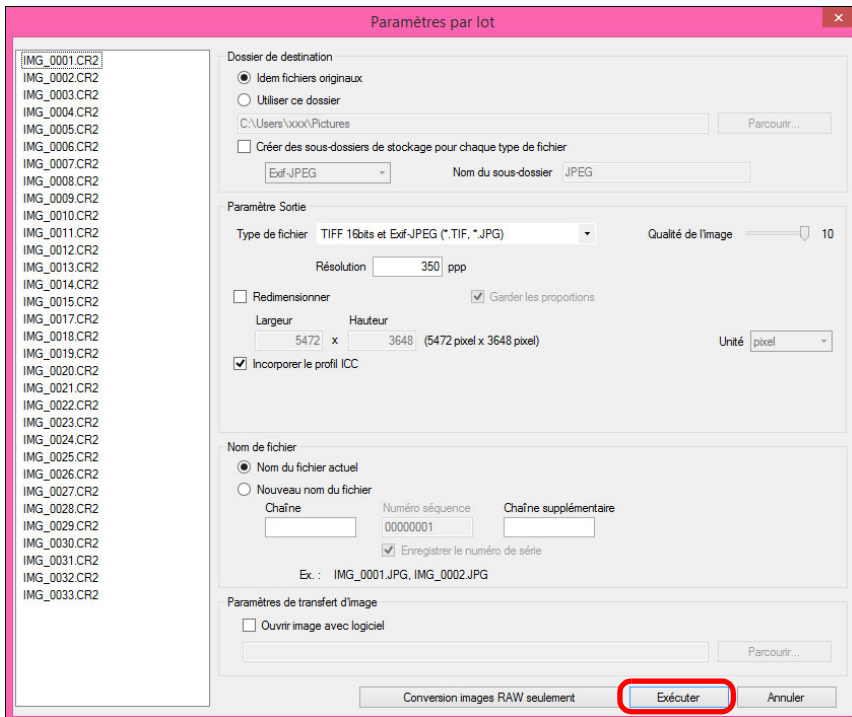 Paramètres par lot
IMG_0001.CR2
IMG_0002.CR2
IMG_0003.CR2
IMG_0004.CR2
IMG_0005.CR2
IMG_0006.CR2
IMG_0007.CR2
IMG_0008.CR2
IMG_0009.CR2
IMG_0010.CR2
IMG_0011.CR2
IMG_0012.CR2
IMG_0013.CR2
IMG_0014.CR2
IMG_0015.CR2
IMG_0017.CR2
IMG_0018.CR2
IMG_0019.CR2
IMG_0020.CR2
IMG_0021.CR2
IMG_0022.CR2
IMG_0023.CR2
IMG_0024.CR2
IMG_0025.CR2
IMG_0026.CR2
IMG_0027.CR2
IMG_0028.CR2
IMG_0029.CR2
IMG_0030.CR2
IMG_0031.CR2
IMG_0032.CR2
IMG_0033.CR2
Dossier de destination
Idem fichiers originaux
Utiliser ce dossier
C:\Users\xxx\Pictures Parcourir...
Créer des sous-dossiers de stockage pour chaque type de fichier
Exif-JPEG Nom du sous-dossier JPEG
Paramètre Sortie
Type de fichier TIFF 16bits et Exif-JPEG (*.TIF, *.JPG) Qualité de l'image 10
Résolution 350 ppp
Redimensionner Garder les proportions
Largeur Hauteur
5472 x 3648 (5472 pixel x 3648 pixel) Unité pixel
Incorporer le profil ICC
Nom de fichier
Nom du fichier actuel
Nouveau nom du fichier
Chaîne Numéro séquence Chaîne supplémentaire
00000001
Enregistrer le numéro de série
Ex. : IMG_0001.JPG, IMG_0002.JPG
Paramètres de transfert d'image
Ouvrir image avec logiciel
Parcourir...
Conversion images RAW seulement Exécuter Annuler